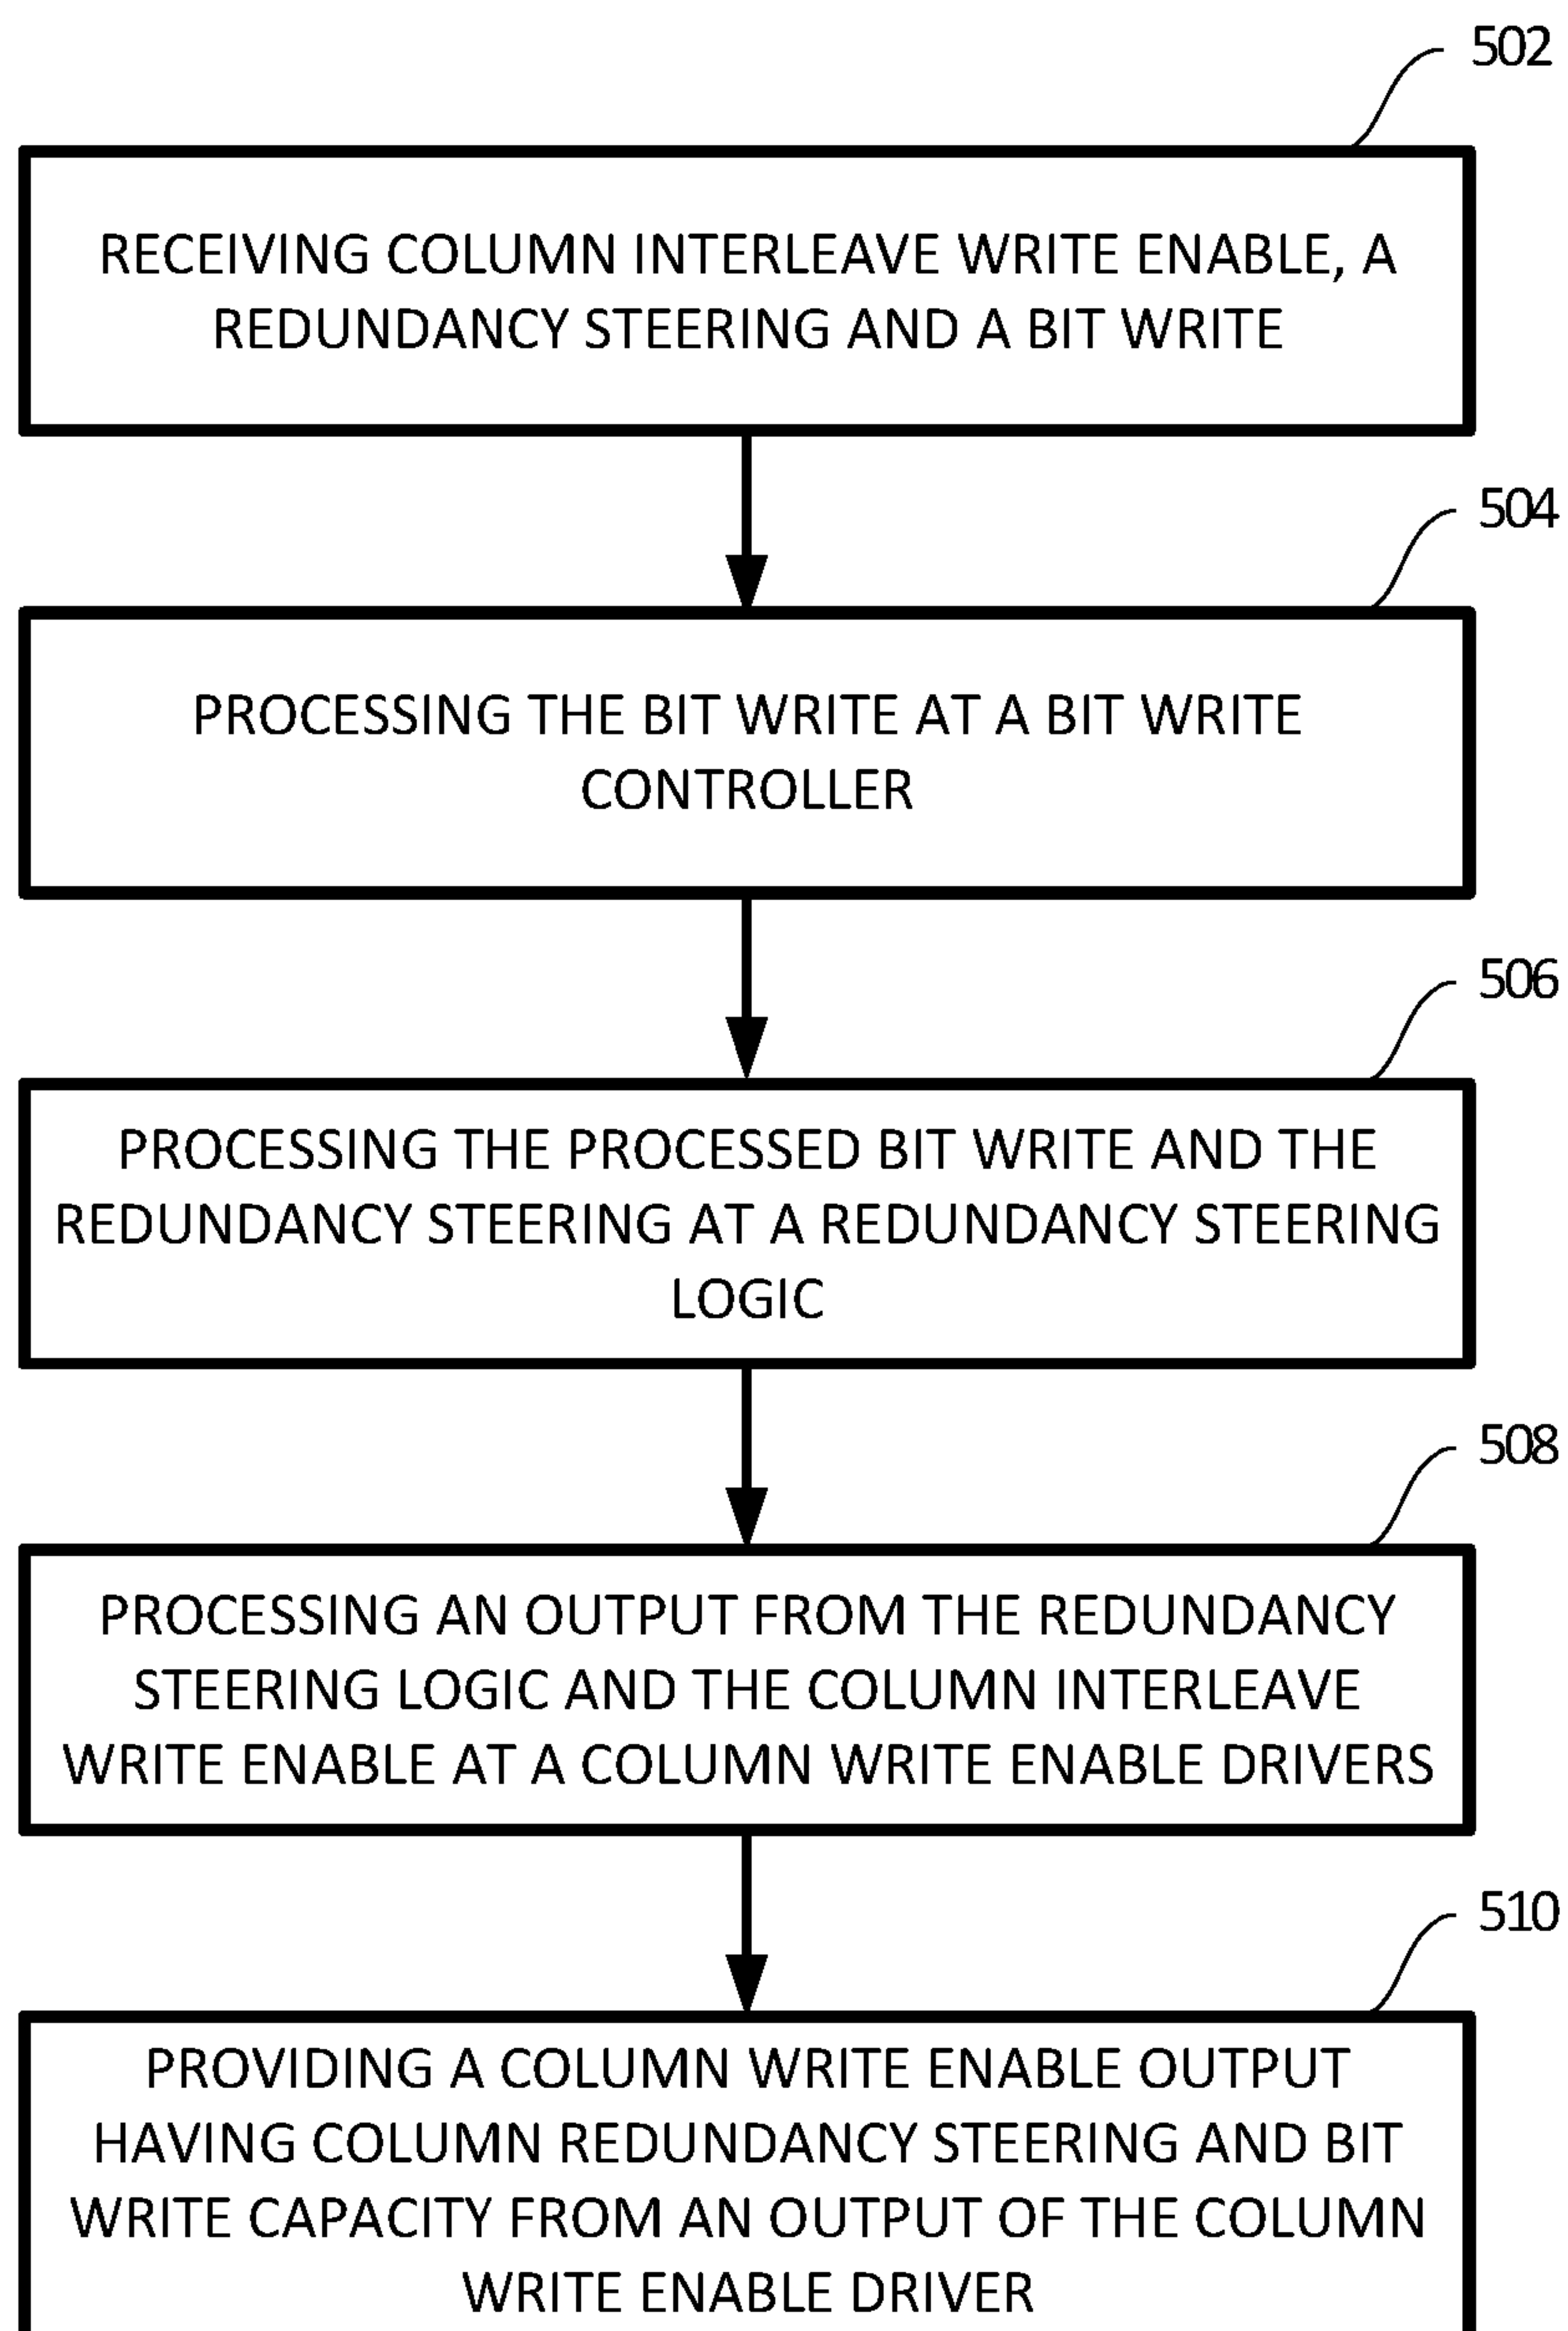 502
RECEIVING COLUMN INTERLEAVE WRITE ENABLE, A
REDUNDANCY STEERING AND A BIT WRITE
504
PROCESSING THE BIT WRITE AT A BIT WRITE
CONTROLLER
506
PROCESSING THE PROCESSED BIT WRITE AND THE
REDUNDANCY STEERING AT A REDUNDANCY STEERING
LOGIC
508
PROCESSING AN OUTPUT FROM THE REDUNDANCY
STEERING LOGIC AND THE COLUMN INTERLEAVE
WRITE ENABLE AT A COLUMN WRITE ENABLE DRIVERS
510
PROVIDING A COLUMN WRITE ENABLE OUTPUT
HAVING COLUMN REDUNDANCY STEERING AND BIT
WRITE CAPACITY FROM AN OUTPUT OF THE COLUMN
WRITE ENABLE DRIVER